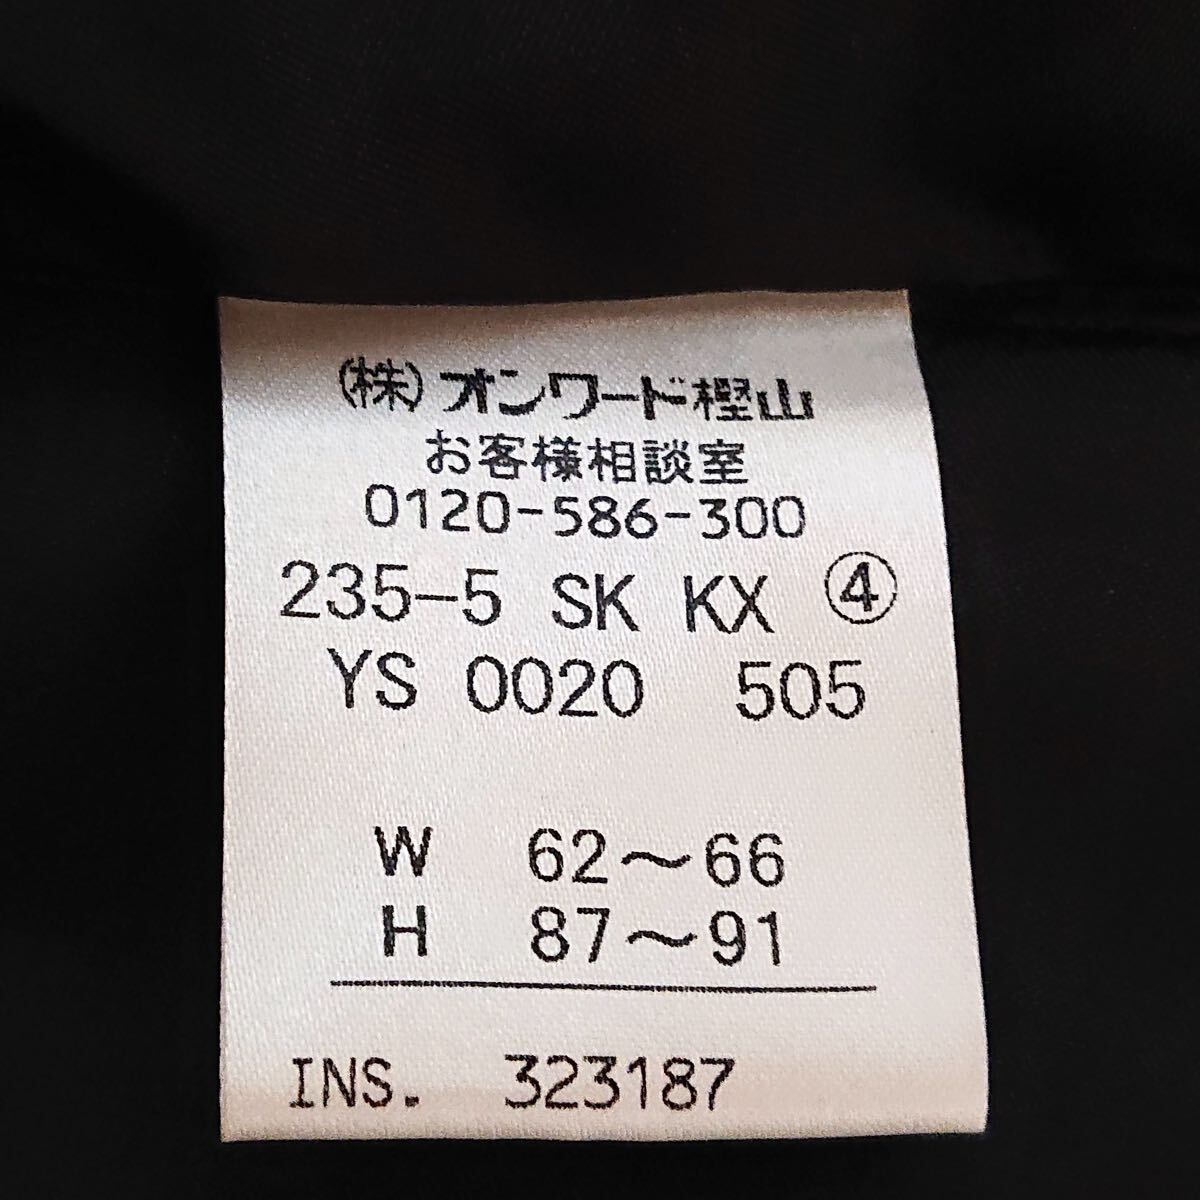 (株)オンワード樫山
お客様相談室
0120-586-300
235-5 SK KX ④
YS 0020 505
W 62～66
H 87～91
INS. 323187